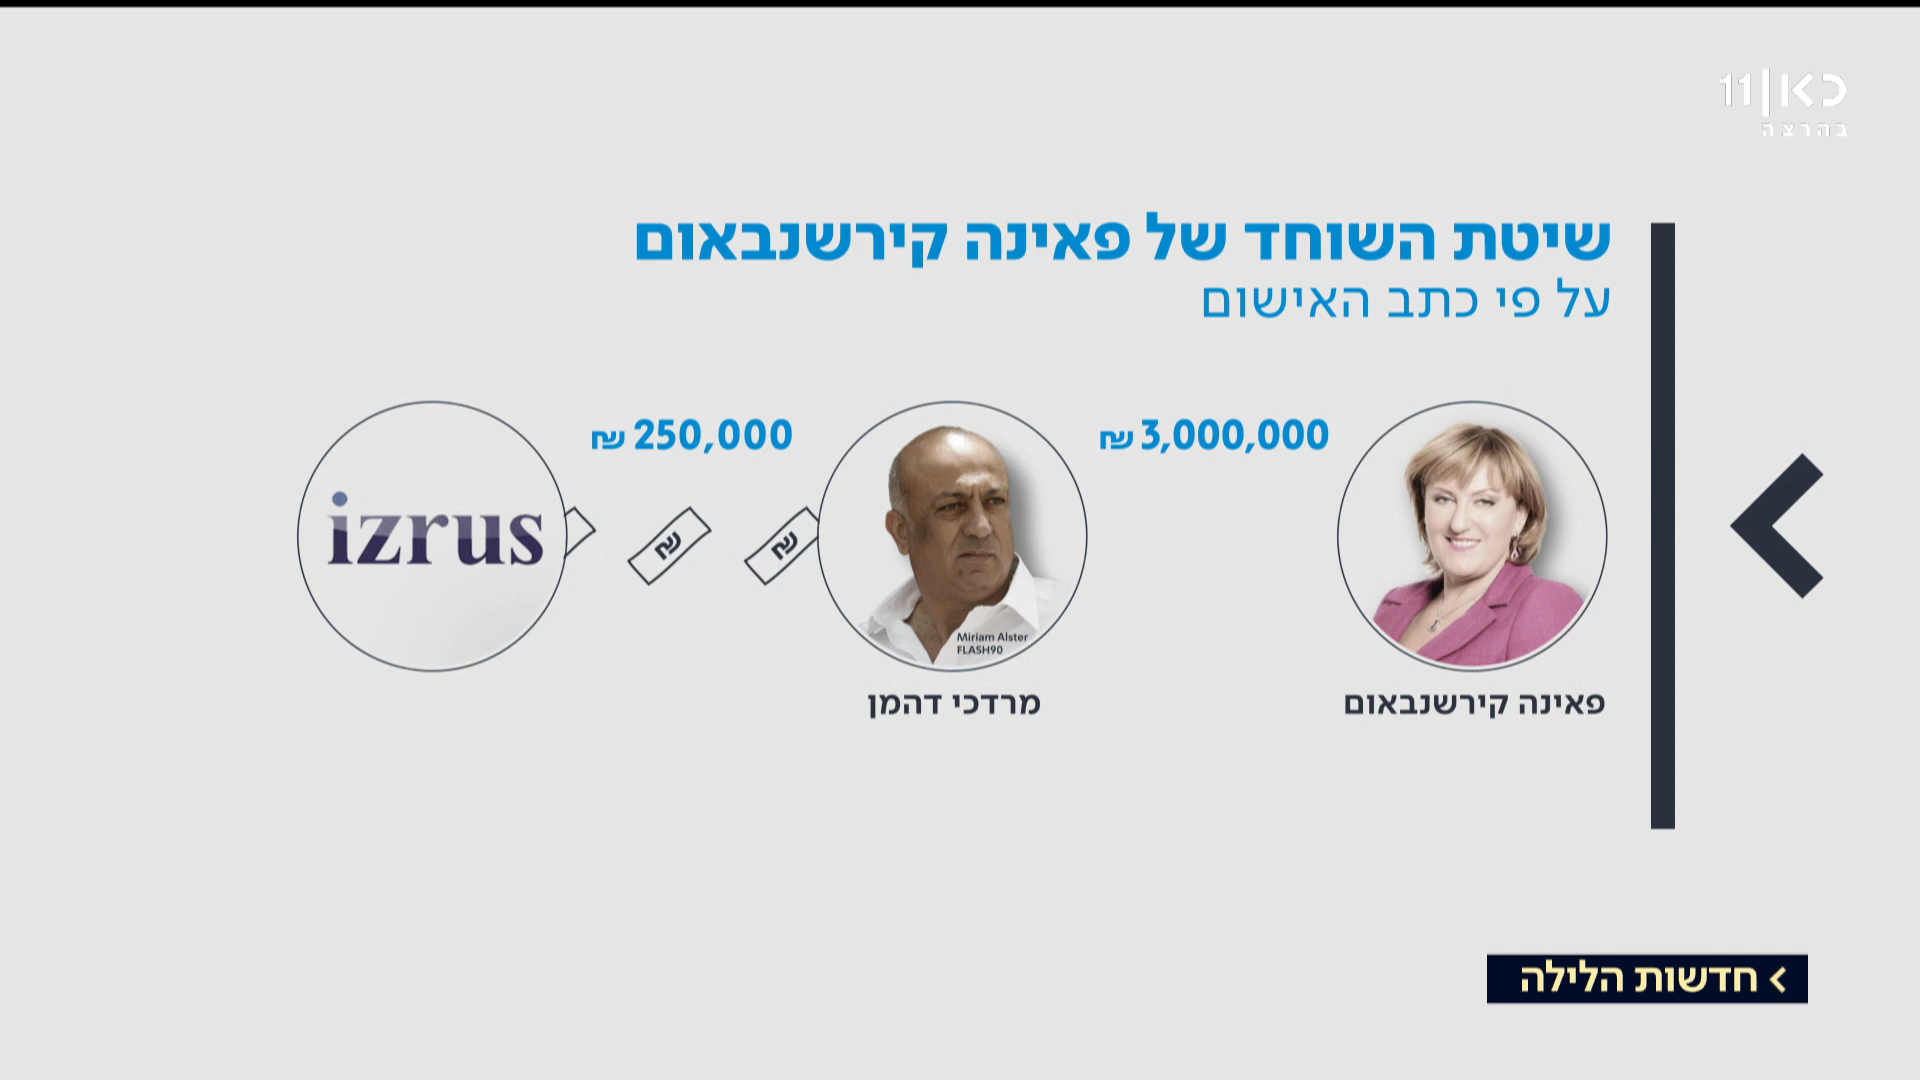 כאן 11
בהרצה
שיטת השוחד של פאינה קירשנבאום
על פי כתב האישום
3,000,000 ₪
250,000 ₪
izrus
₪
₪
Miriam Alster
FLASH90
פאינה קירשנבאום
מרדכי דהמן
חדשות הלילה